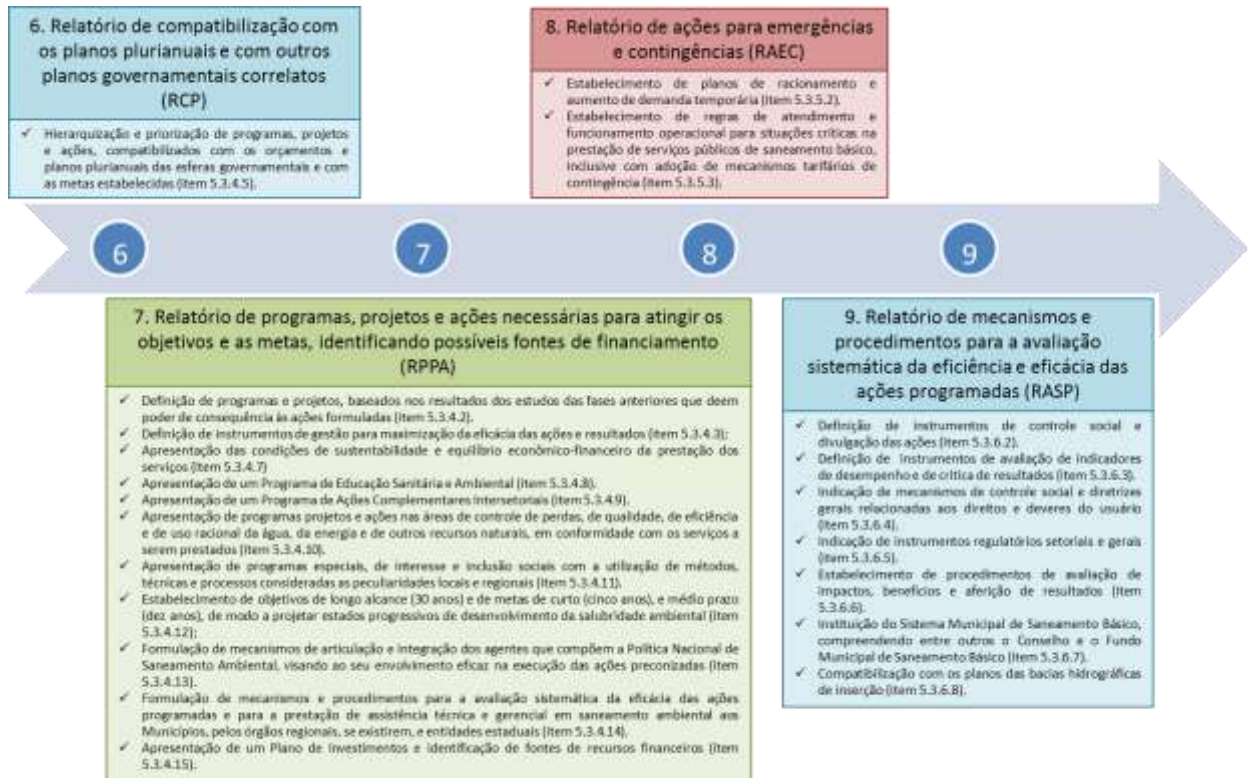 6. Relatório de compatibilização com
os planos plurianuais e com outros
planos governamentais correlatos
(RCP)
✓ Hierarquização e priorização de programas, projetos
e ações, compatibilizados com os orçamentos e
planos plurianuais das esferas governamentais e com
as metas estabelecidas (item 5.3.4.5).
8. Relatório de ações para emergências
e contingências (RAEC)
✓ Estabelecimento de planos de racionamento e
aumento de demanda temporária (item 5.3.5.2).
✓ Estabelecimento de regras de atendimento e
funcionamento operacional para situações críticas na
prestação de serviços públicos de saneamento básico,
inclusive com adoção de mecanismos tarifários de
contingência (item 5.3.5.3).
6
7
8
9
7. Relatório de programas, projetos e ações necessárias para atingir os
objetivos e as metas, identificando possíveis fontes de financiamento
(RPPA)
✓ Definição de programas e projetos, baseados nos resultados dos estudos das fases anteriores que deem
poder de consequência às ações formuladas (item 5.3.4.2).
✓ Definição de instrumentos de gestão para maximização da eficácia das ações e resultados (item 5.3.4.3);
✓ Apresentação das condições de sustentabilidade e equilíbrio econômico-financeiro da prestação dos
serviços (item 5.3.4.7)
✓ Apresentação de um Programa de Educação Sanitária e Ambiental (item 5.3.4.8).
✓ Apresentação de um Programa de Ações Complementares Intersetoriais (item 5.3.4.9).
✓ Apresentação de programas projetos e ações nas áreas de controle de perdas, de qualidade, de eficiência
e de uso racional da água, da energia e de outros recursos naturais, em conformidade com os serviços a
serem prestados (item 5.3.4.10).
✓ Apresentação de programas especiais, de interesse e inclusão sociais com a utilização de métodos,
técnicas e processos consideradas as peculiaridades locais e regionais (item 5.3.4.11).
✓ Estabelecimento de objetivos de longo alcance (30 anos) e de metas de curto (cinco anos), e médio prazo
(dez anos), de modo a projetar estados progressivos de desenvolvimento da salubridade ambiental (item
5.3.4.12);
✓ Formulação de mecanismos de articulação e integração dos agentes que compõem a Política Nacional de
Saneamento Ambiental, visando ao seu envolvimento eficaz na execução das ações preconizadas (item
5.3.4.13).
✓ Formulação de mecanismos e procedimentos para a avaliação sistemática da eficácia das ações
programadas e para a prestação de assistência técnica e gerencial em saneamento ambiental aos
Municípios, pelos órgãos regionais, se existirem, e entidades estaduais (item 5.3.4.14).
✓ Apresentação de um Plano de Investimentos e identificação de fontes de recursos financeiros (item
5.3.4.15).
9. Relatório de mecanismos e
procedimentos para a avaliação
sistemática da eficiência e eficácia das
ações programadas (RASP)
✓ Definição de instrumentos de controle social e
divulgação das ações (item 5.3.6.2).
✓ Definição de instrumentos de avaliação de indicadores
de desempenho e de crítica de resultados (item 5.3.6.3).
✓ Indicação de mecanismos de controle social e diretrizes
gerais relacionadas aos direitos e deveres do usuário
(item 5.3.6.4).
✓ Indicação de instrumentos regulatórios setoriais e gerais
(item 5.3.6.5).
✓ Estabelecimento de procedimentos de avaliação de
impactos, benefícios e aferição de resultados (item
5.3.6.6).
✓ Instituição do Sistema Municipal de Saneamento Básico,
compreendendo entre outros o Conselho e o Fundo
Municipal de Saneamento Básico (item 5.3.6.7).
✓ Compatibilização com os planos das bacias hidrográficas
de inserção (item 5.3.6.8).